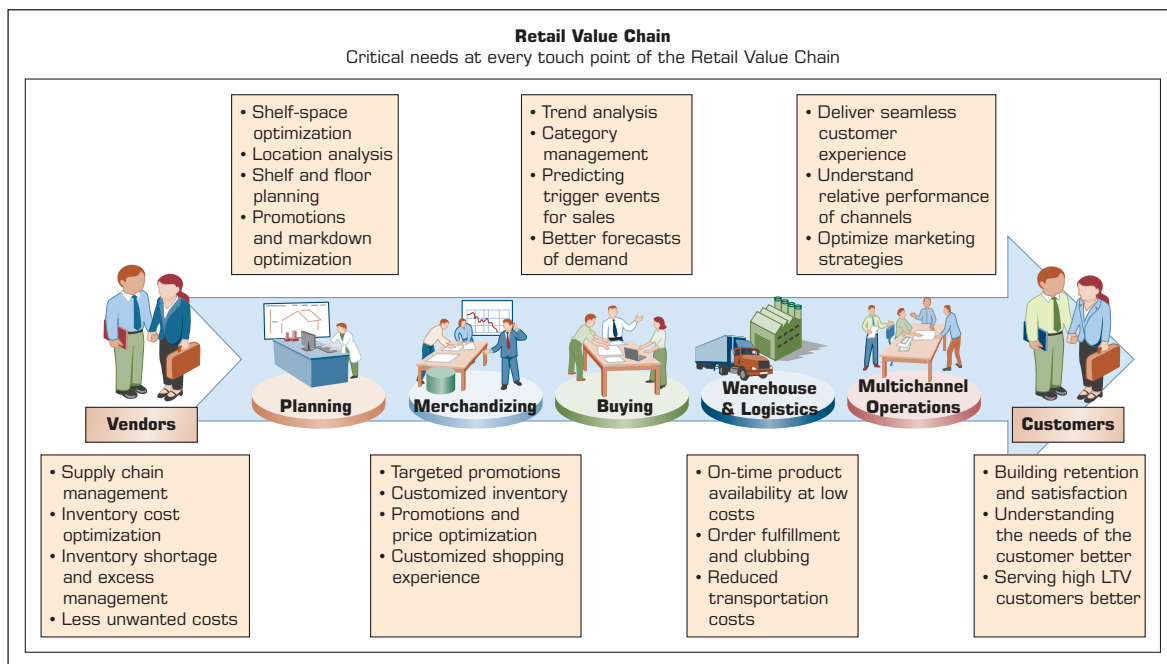 Retail Value Chain
Critical needs at every touch point of the Retail Value Chain
• Shelf-space
optimization
• Location analysis
• Shelf and floor
planning
• Promotions
and markdown
optimization
• Trend analysis
• Category
management
• Predicting
trigger events
for sales
• Better forecasts
of demand
• Deliver seamless
customer
experience
• Understand
relative performance
of channels
• Optimize marketing
strategies
Vendors
Planning
Merchandizing
Buying
Warehouse
& Logistics
Multichannel
Operations
Customers
• Supply chain
management
• Inventory cost
optimization
• Inventory shortage
and excess
management
• Less unwanted costs
• Targeted promotions
• Customized inventory
• Promotions and
price optimization
• Customized shopping
experience
• On-time product
availability at low
costs
• Order fulfillment
and clubbing
• Reduced
transportation
costs
• Building retention
and satisfaction
• Understanding
the needs of the
customer better
• Serving high LTV
customers better